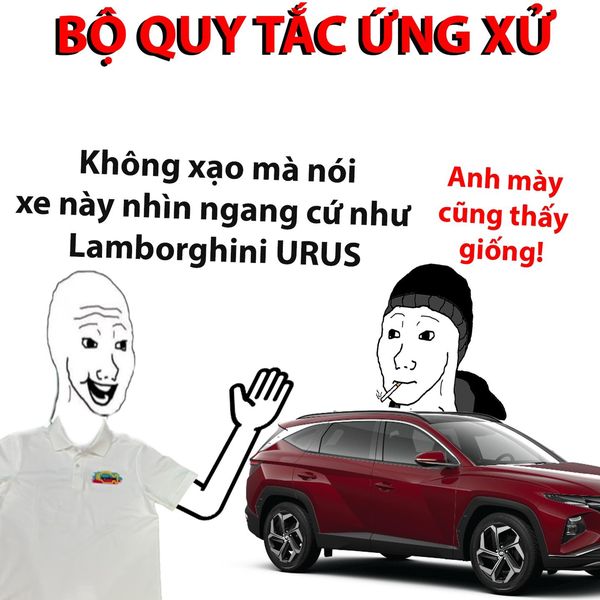 BỘ QUY TẮC ỨNG XỬ
Không xạo mà nói
xe này nhìn ngang cứ như
Lamborghini URUS
Anh mày
cũng thấy
giống!